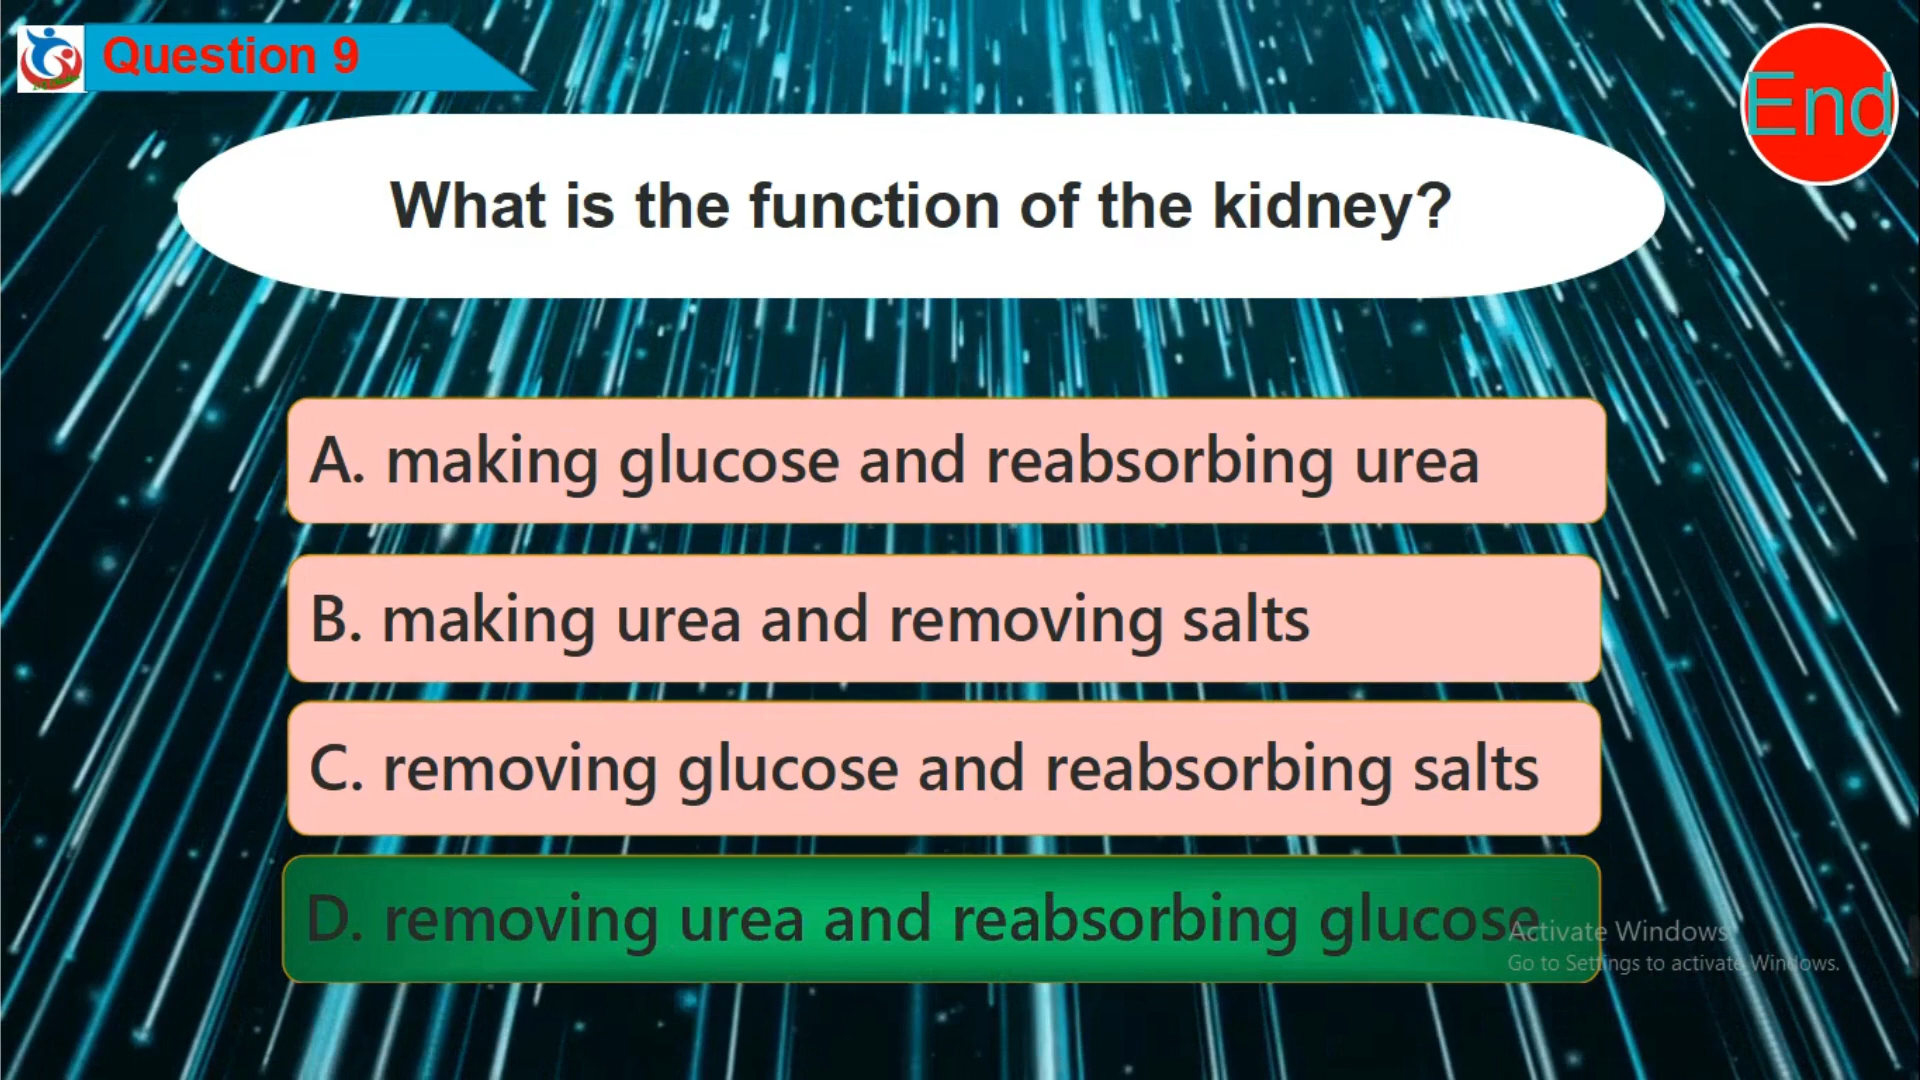 Question 9
End
What is the function of the kidney?
A. making glucose and reabsorbing urea
B. making urea and removing salts
C. removing glucose and reabsorbing salts
D. removing urea and reabsorbing glucose
Activate Windows
Go to Settings to activate Windows.